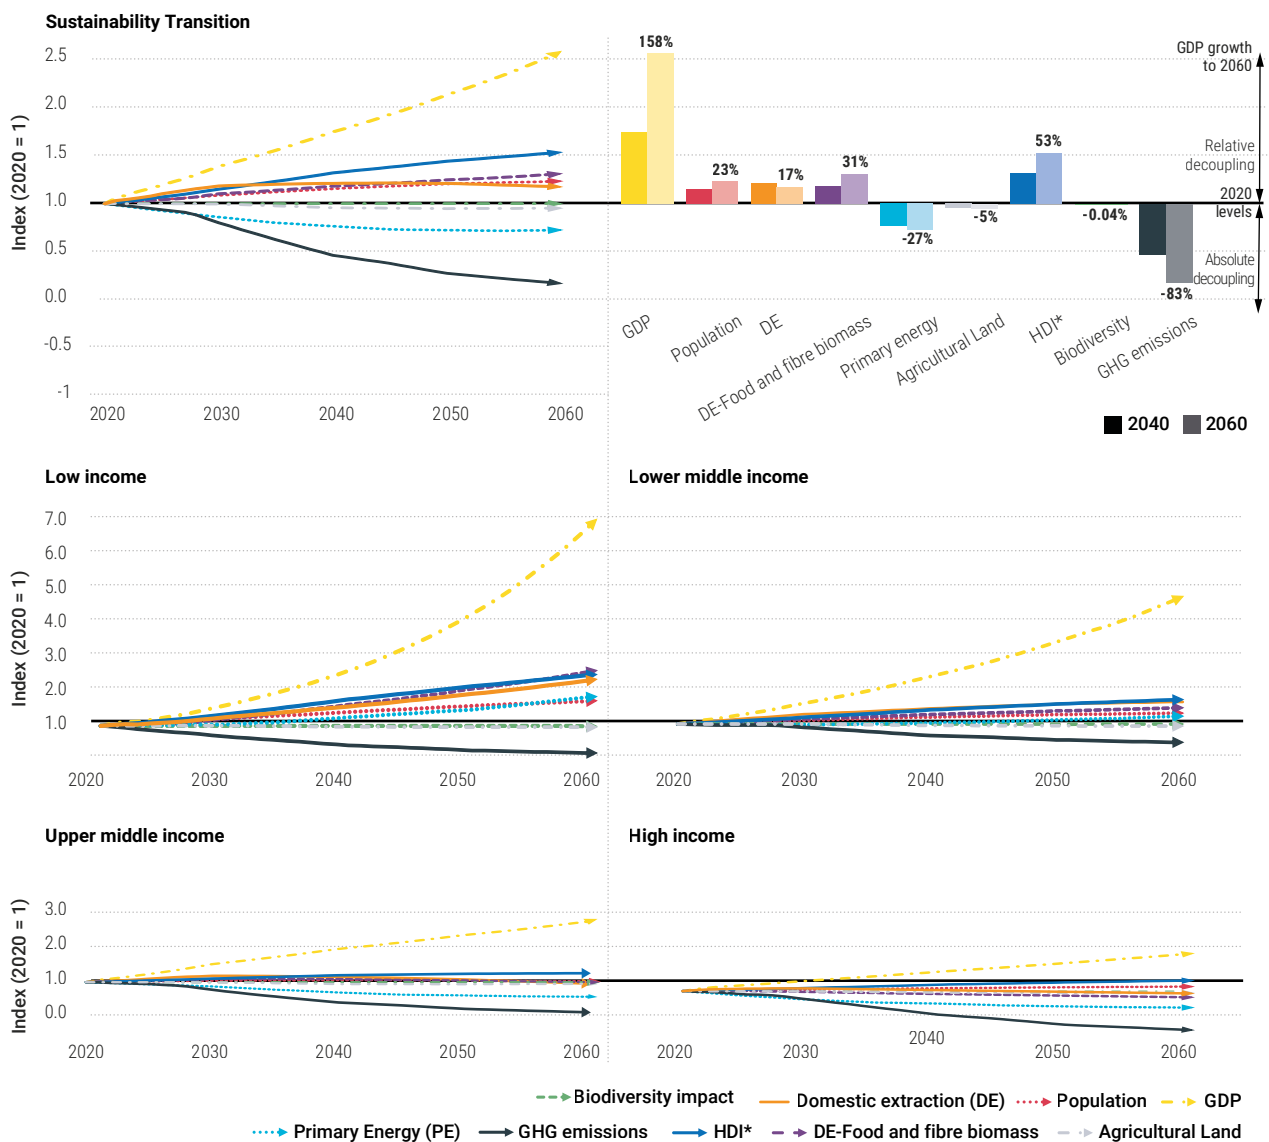 Sustainability Transition
Index (2020 = 1)
2.5
2.0
1.5
1.0
0.5
0.0
-0.5
-1
2020 2030 2040 2050 2060
158%
23%
17%
31%
-27%
-5%
53%
-0.04%
-83%
GDP growth
to 2060
Relative
decoupling
2020
levels
Absolute
decoupling
GDP
Population
DE
DE-Food and fibre biomass
Primary energy
Agricultural Land
HDI*
Biodiversity
GHG emissions
2040 2060
Low income
Index (2020 = 1)
7.0
6.0
5.0
4.0
3.0
2.0
1.0
2020 2030 2040 2050 2060
Lower middle income
2020 2030 2040 2050 2060
Upper middle income
Index (2020 = 1)
3.0
2.0
1.0
0.0
2020 2030 2040 2050 2060
High income
2020 2030 2040 2050 2060
Biodiversity impact Domestic extraction (DE) Population GDP
Primary Energy (PE) GHG emissions HDI* DE-Food and fibre biomass Agricultural Land